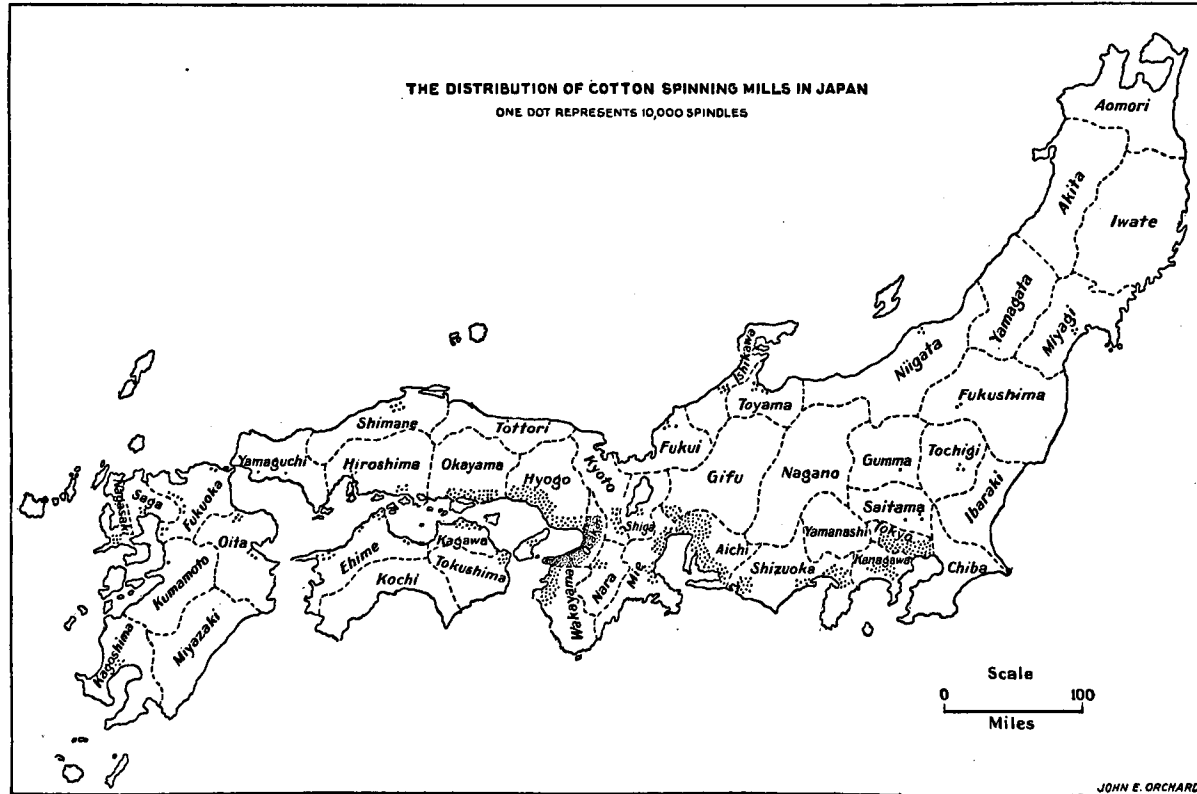 THE DISTRIBUTION OF COTTON SPINNING MILLS IN JAPAN
ONE DOT REPRESENTS 10,000 SPINDLES
Aomori
Akita
Iwate
Yamagata
Miyagi
Niigata
Fukushima
Ishikawa
Toyama
Fukui
Gifu
Nagano
Gumma
Tochigi
Ibaraki
Saitama
Tokyo
Yamanashi
Kanagawa
Chiba
Shizuoka
Aichi
Shiga
Mie
Nara
Wakayama
Kyoto
Hyogo
Tottori
Okayama
Shimane
Hiroshima
Yamaguchi
Kagawa
Tokushima
Ehime
Kochi
Fukuoka
Saga
Nagasaki
Oita
Kumamoto
Miyazaki
Kagoshima
Scale
0 100
Miles
JOHN E. ORCHARD